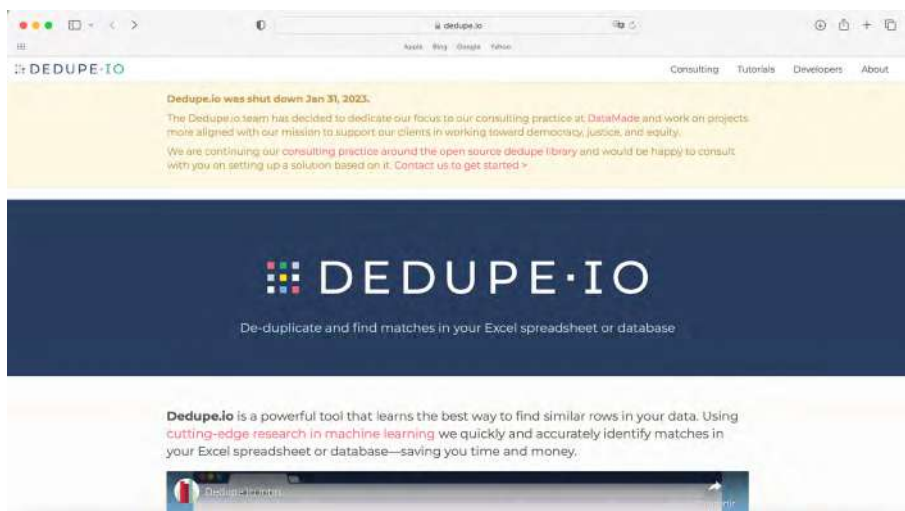 dedupe.io
Apple Bing Google Yahoo
DEDUPE·IO
Consulting Tutorials Developers About
Dedupe.io was shut down Jan 31, 2023.
The Dedupe.io team has decided to dedicate our focus to our consulting practice at DataMade and work on projects
more aligned with our mission to support our clients in working toward democracy, justice, and equity.
We are continuing our consulting practice around the open source dedupe library and would be happy to consult
with you on setting up a solution based on it. Contact us to get started >
DEDUPE·IO
De-duplicate and find matches in your Excel spreadsheet or database
Dedupe.io is a powerful tool that learns the best way to find similar rows in your data. Using
cutting-edge research in machine learning we quickly and accurately identify matches in
your Excel spreadsheet or database—saving you time and money.
Dedupe.io intro